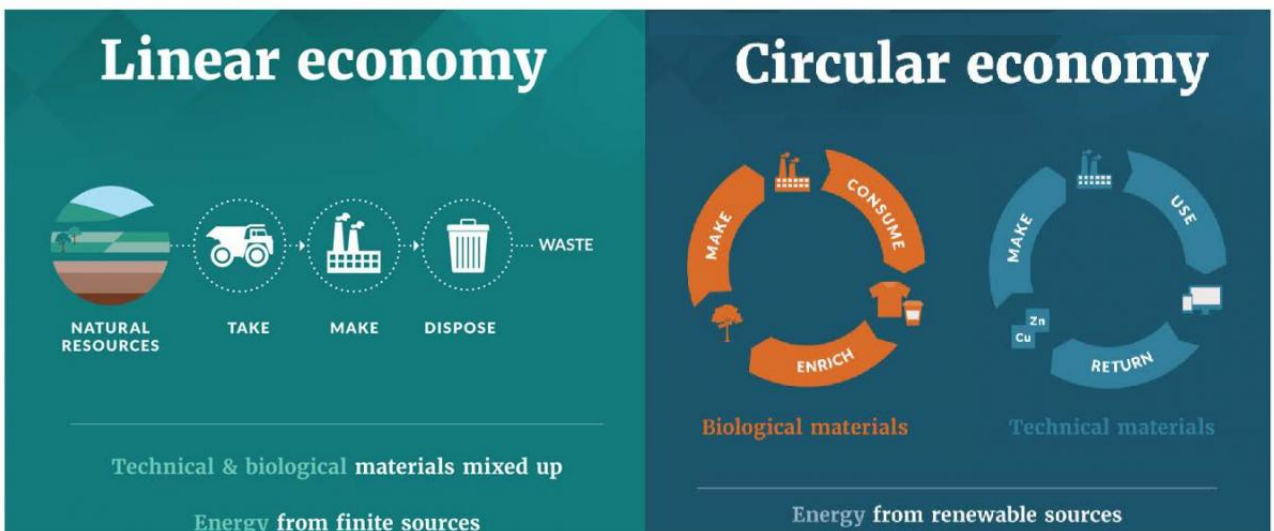 Linear economy
NATURAL
RESOURCES
TAKE
MAKE
DISPOSE
WASTE
Technical & biological materials mixed up
Energy from finite sources
Circular economy
MAKE
CONSUME
ENRICH
Biological materials
MAKE
USE
RETURN
Zn
Cu
Technical materials
Energy from renewable sources